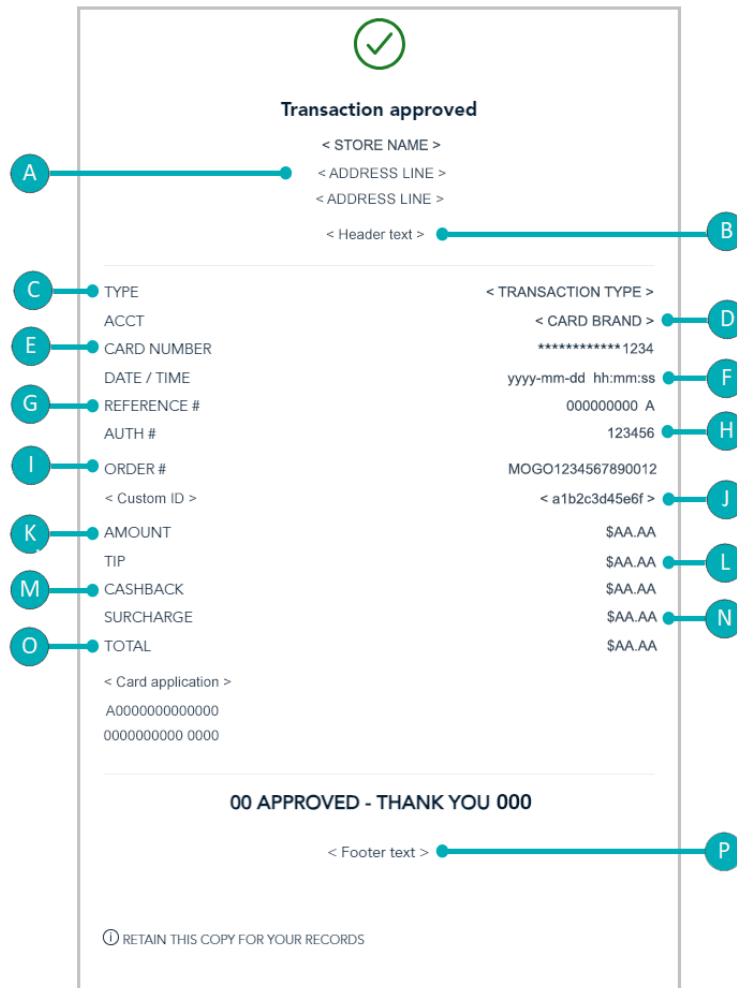 Transaction approved
< STORE NAME >
A < ADDRESS LINE >
< ADDRESS LINE >
< Header text > B
C TYPE < TRANSACTION TYPE >
ACCT < CARD BRAND > D
E CARD NUMBER ************1234
DATE / TIME yyyy-mm-dd hh:mm:ss F
G REFERENCE # 000000000 A
AUTH # 123456 H
I ORDER # MOGO1234567890012
< Custom ID > < a1b2c3d45e6f > J
K AMOUNT $AA.AA
TIP $AA.AA L
M CASHBACK $AA.AA
SURCHARGE $AA.AA N
O TOTAL $AA.AA
< Card application >
A0000000000000
0000000000 0000
00 APPROVED - THANK YOU 000
< Footer text > P
RETAIN THIS COPY FOR YOUR RECORDS